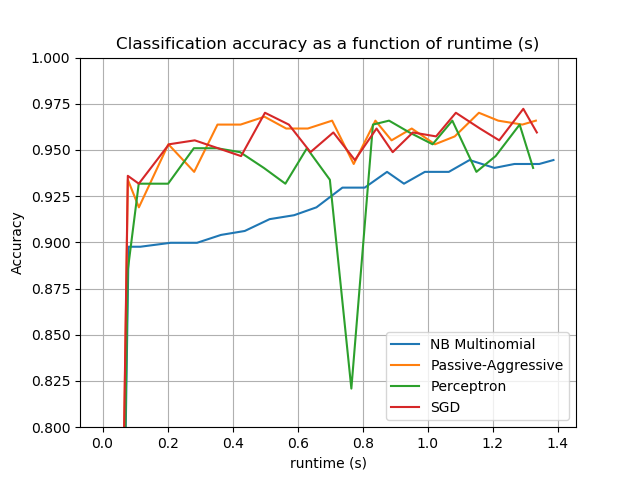 Classification accuracy as a function of runtime (s)
1.000
0.975
0.950
0.925
0.900
0.875
0.850
0.825
0.800
Accuracy
NB Multinomial
Passive-Aggressive
Perceptron
SGD
0.0 0.2 0.4 0.6 0.8 1.0 1.2 1.4
runtime (s)